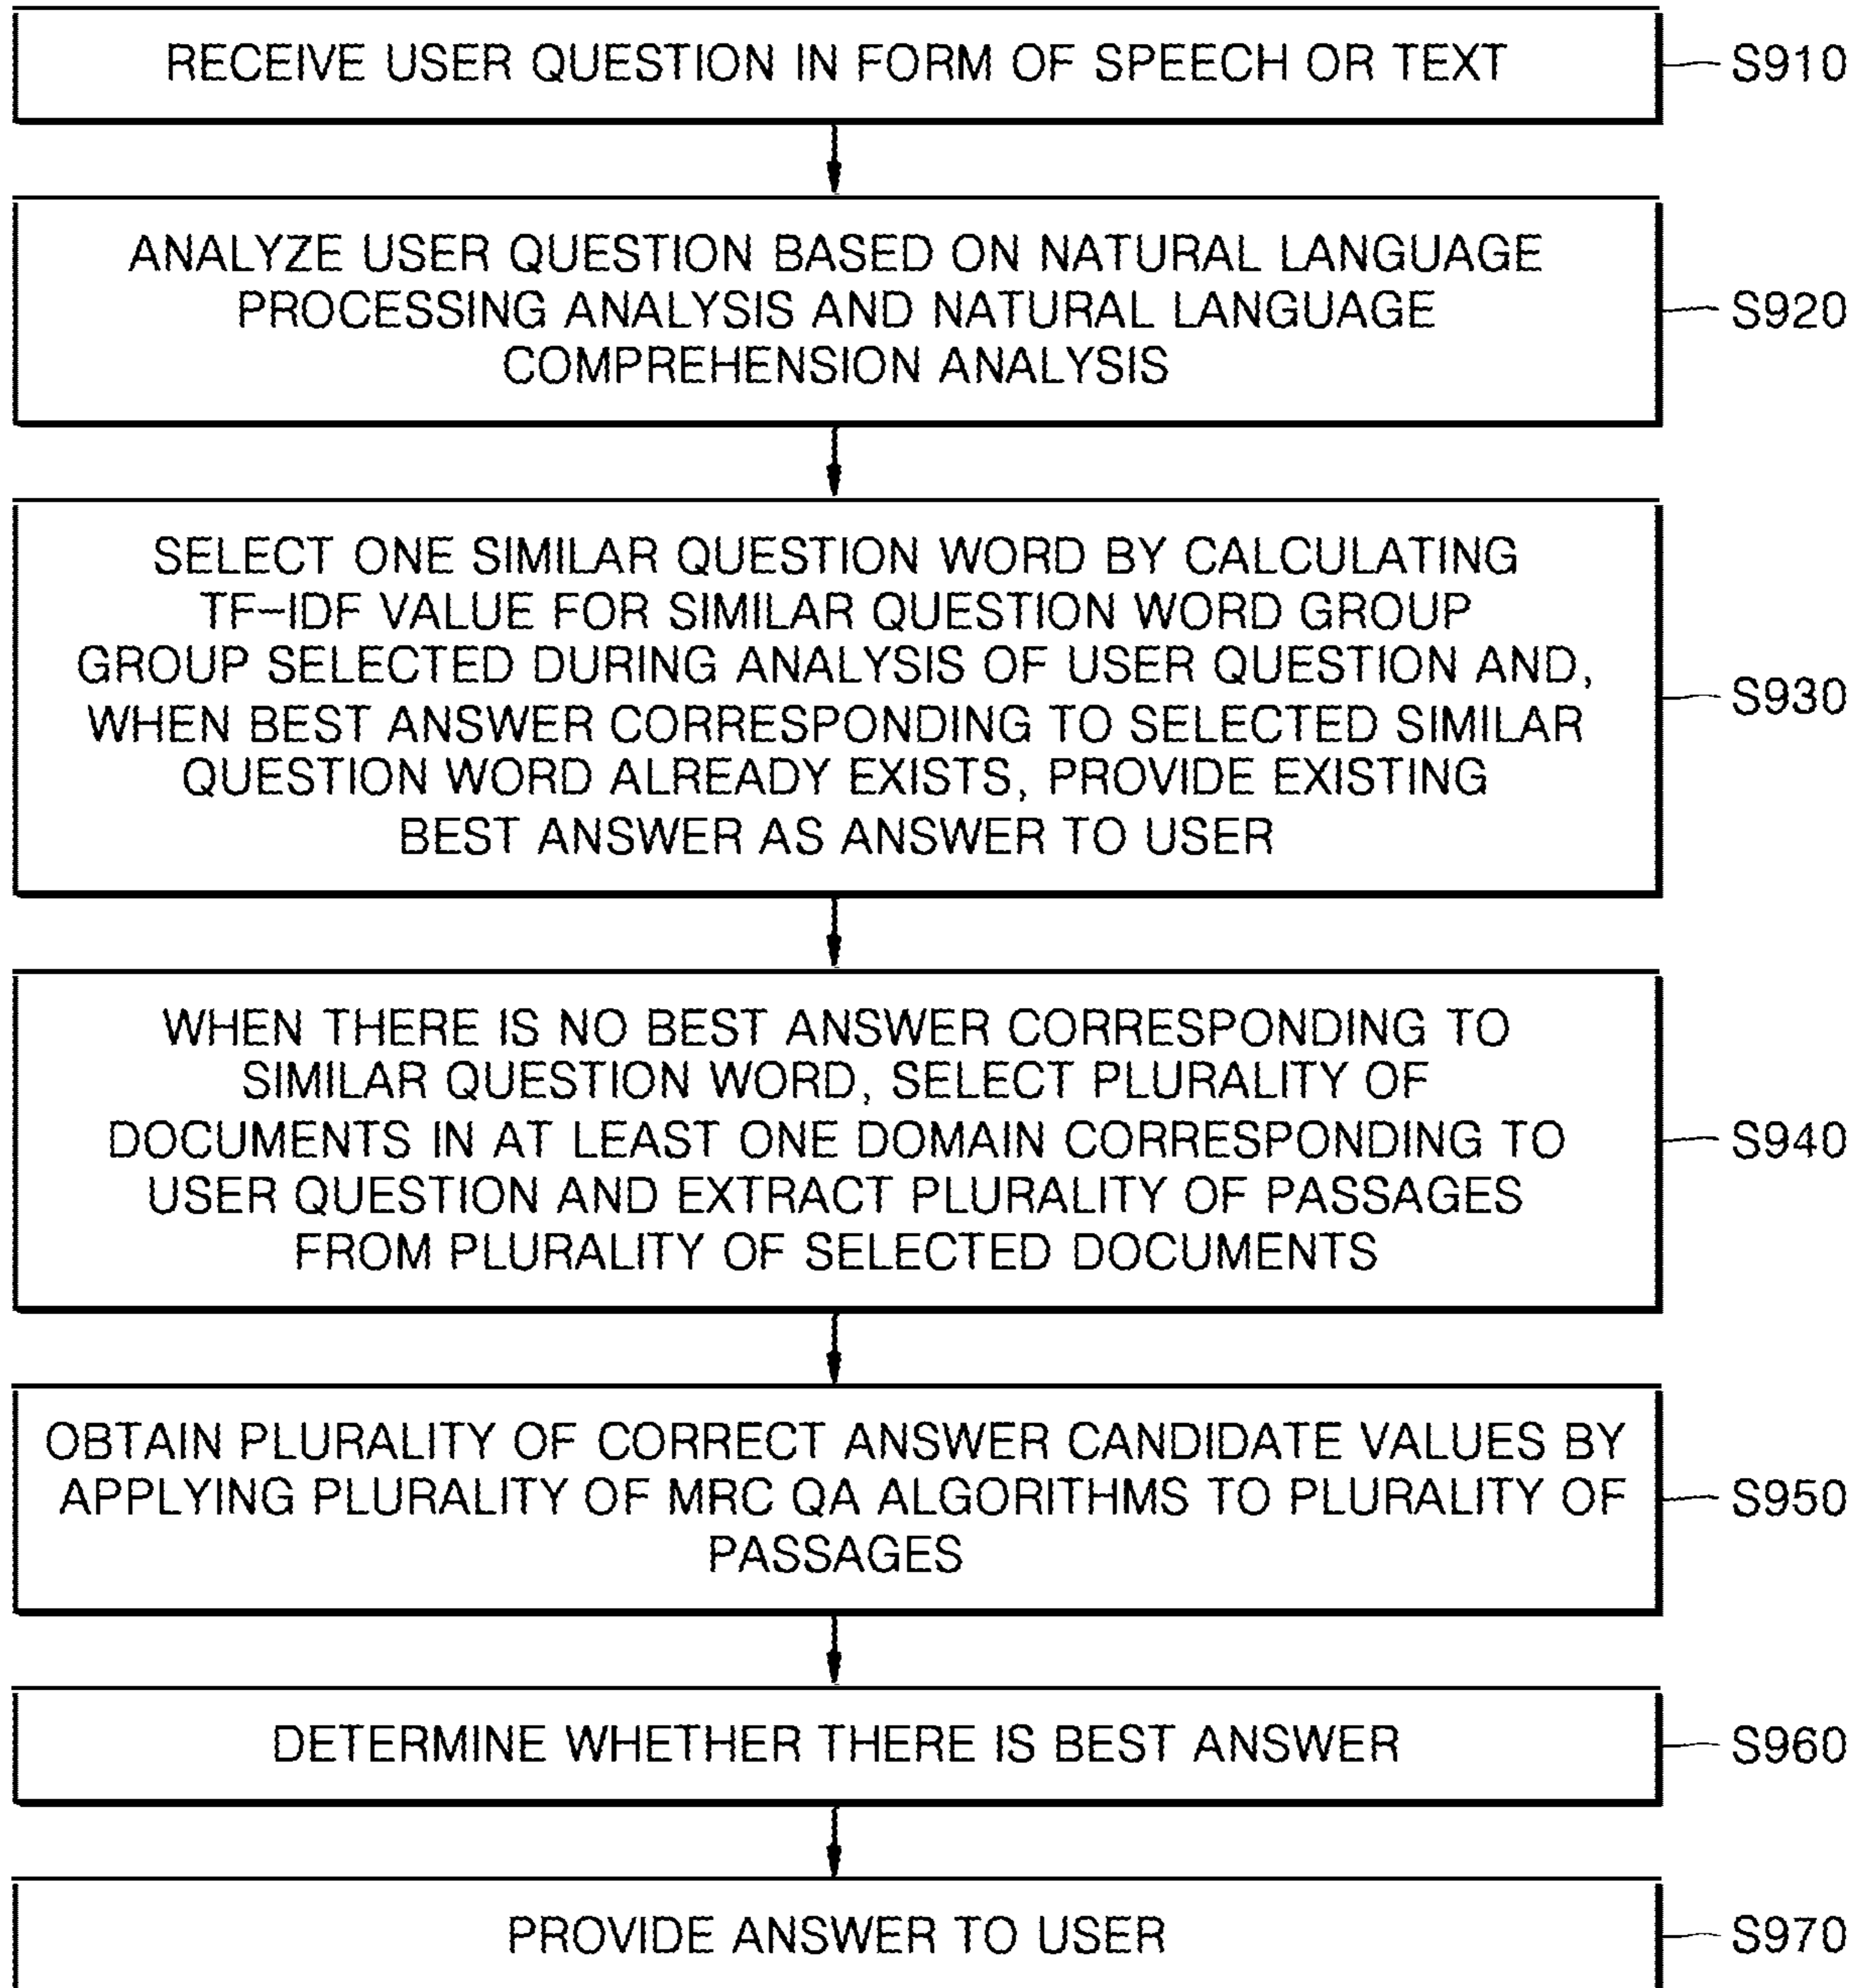 RECEIVE USER QUESTION IN FORM OF SPEECH OR TEXT
S910
ANALYZE USER QUESTION BASED ON NATURAL LANGUAGE
PROCESSING ANALYSIS AND NATURAL LANGUAGE
COMPREHENSION ANALYSIS
S920
SELECT ONE SIMILAR QUESTION WORD BY CALCULATING
TF-IDF VALUE FOR SIMILAR QUESTION WORD GROUP
GROUP SELECTED DURING ANALYSIS OF USER QUESTION AND,
WHEN BEST ANSWER CORRESPONDING TO SELECTED SIMILAR
QUESTION WORD ALREADY EXISTS, PROVIDE EXISTING
BEST ANSWER AS ANSWER TO USER
S930
WHEN THERE IS NO BEST ANSWER CORRESPONDING TO
SIMILAR QUESTION WORD, SELECT PLURALITY OF
DOCUMENTS IN AT LEAST ONE DOMAIN CORRESPONDING TO
USER QUESTION AND EXTRACT PLURALITY OF PASSAGES
FROM PLURALITY OF SELECTED DOCUMENTS
S940
OBTAIN PLURALITY OF CORRECT ANSWER CANDIDATE VALUES BY
APPLYING PLURALITY OF MRC QA ALGORITHMS TO PLURALITY OF
PASSAGES
S950
DETERMINE WHETHER THERE IS BEST ANSWER
S960
PROVIDE ANSWER TO USER
S970